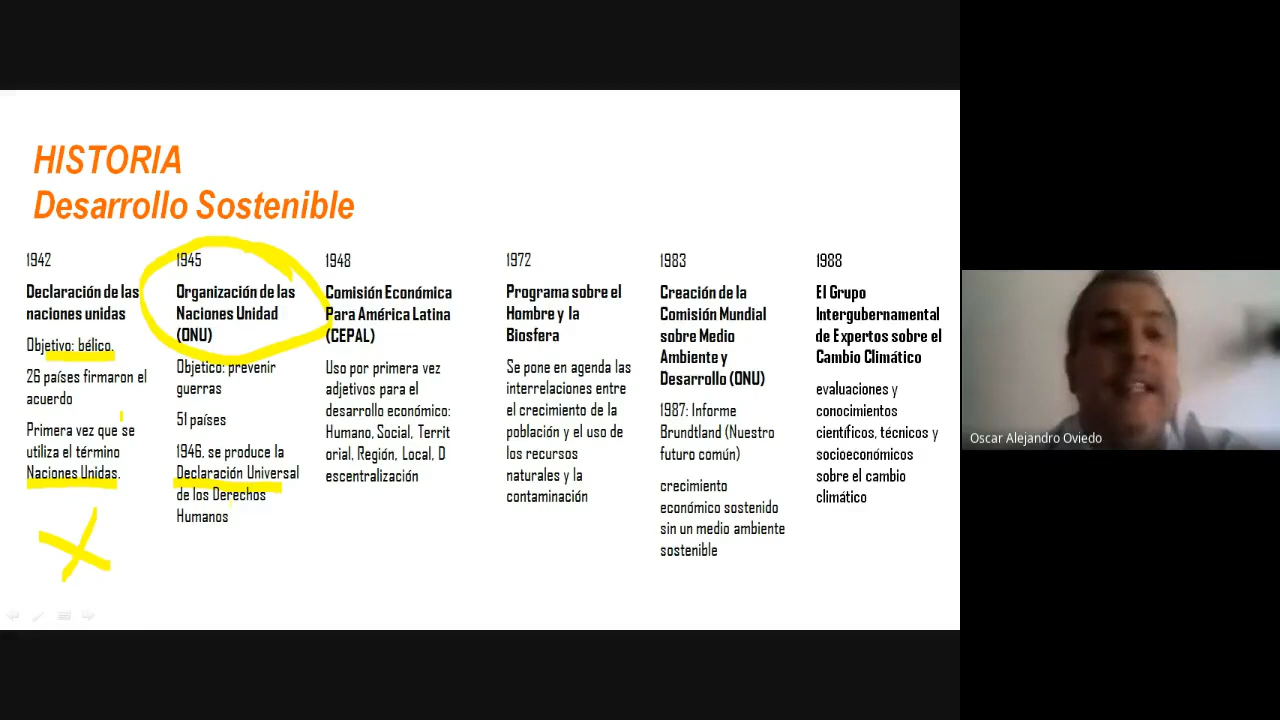 HISTORIA
Desarrollo Sostenible
1942
Declaración de las
naciones unidas
Objetivo: bélico.
26 países firmaron el
acuerdo
Primera vez que se
utiliza el término
Naciones Unidas.
1945
Organización de las
Naciones Unidad
(ONU)
Objetico: prevenir
guerras
51 países
1946. se produce la
Declaración Universal
de los Derechos
Humanos
1948
Comisión Económica
Para América Latina
(CEPAL)
Uso por primera vez
adjetivos para el
desarrollo económico:
Humano, Social, Territ
orial, Región, Local, D
escentralización
1972
Programa sobre el
Hombre y la
Biosfera
Se pone en agenda las
interrelaciones entre
el crecimiento de la
población y el uso de
los recursos
naturales y la
contaminación
1983
Creación de la
Comisión Mundial
sobre Medio
Ambiente y
Desarrollo (ONU)
1987: Informe
Brundtland (Nuestro
futuro común)
crecimiento
económico sostenido
sin un medio ambiente
sostenible
1988
El Grupo
Intergubernamental
de Expertos sobre el
Cambio Climático
evaluaciones y
conocimientos
científicos, técnicos y
socioeconómicos
sobre el cambio
climático
Oscar Alejandro Oviedo